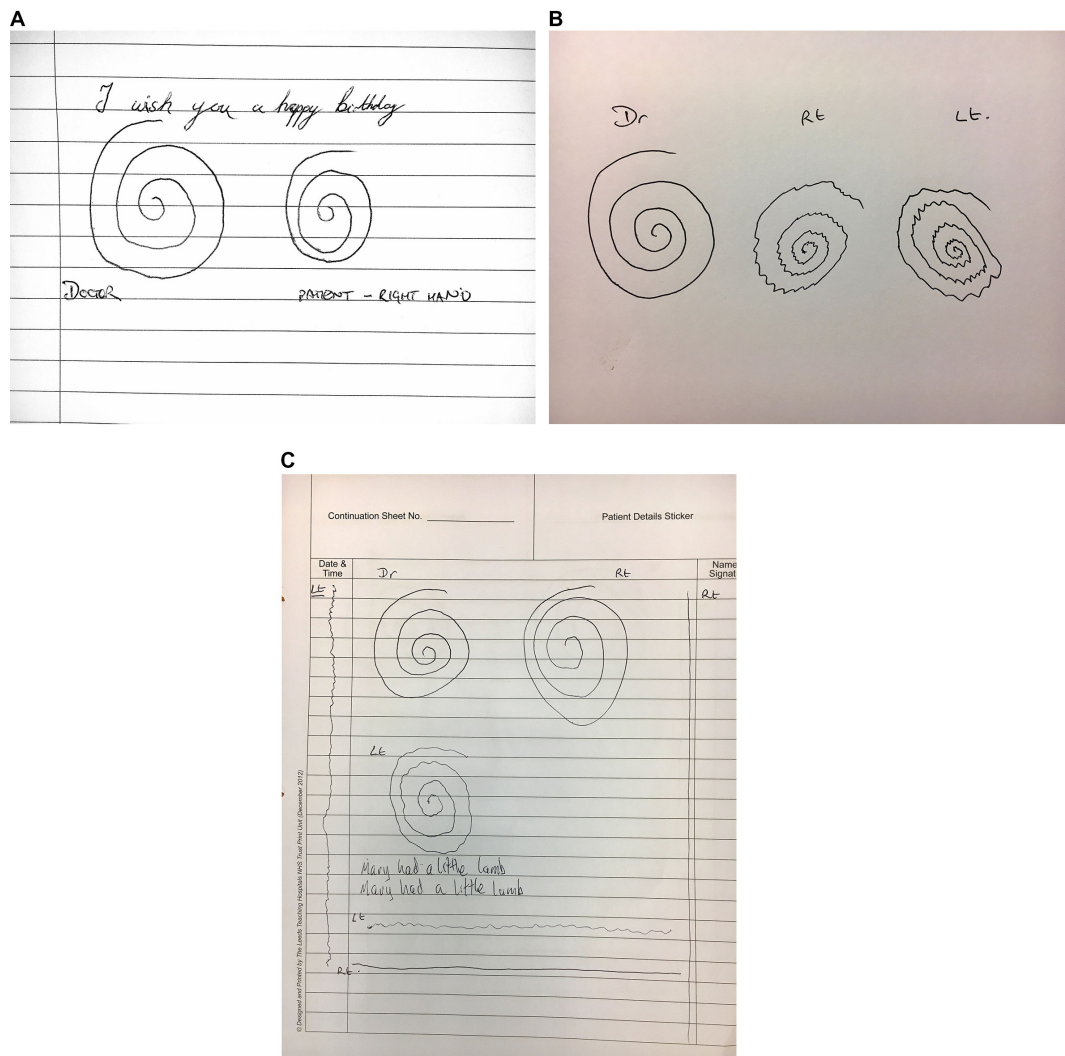 A
I wish you a happy birthday
DOCTOR
PATIENT - RIGHT HAND
B
Dr
Rt
Lt.
C
Continuation Sheet No.
Patient Details Sticker
Date &
Time
Name
Signat
Dr
Rt
Lt
Rt
Lt
Mary had a little lamb
Mary had a little lamb
Lt
Rt.
© Designed and Printed by The Leeds Teaching Hospitals NHS Trust Print Unit (December 2012)